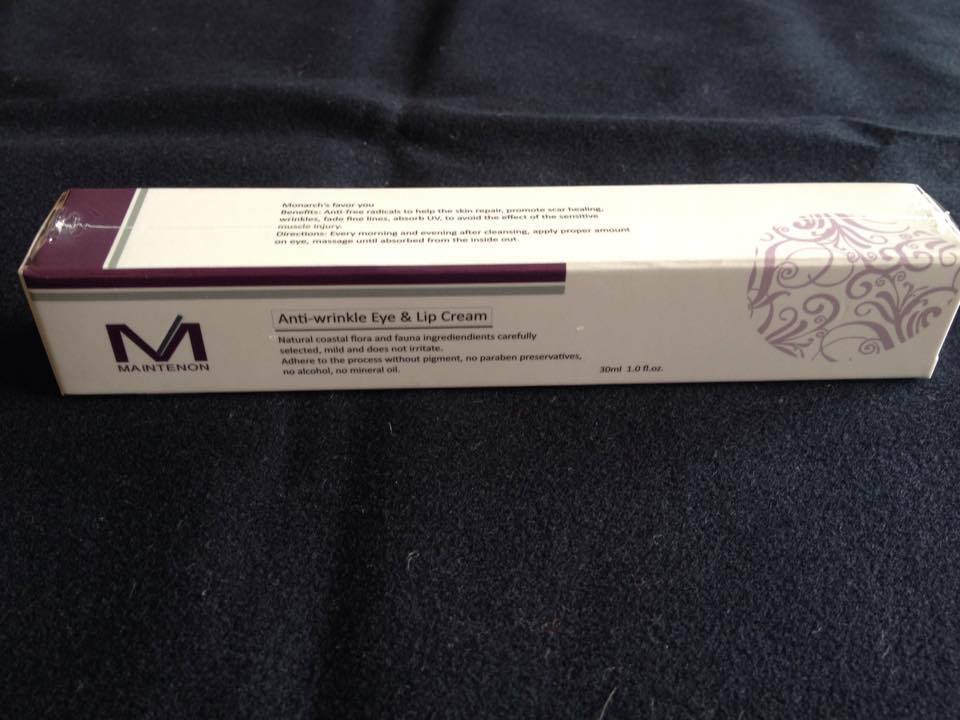 Monarch's favor you
Benefits: Anti-free radicals to help the skin repair, promote scar healing,
wrinkles, fade fine lines, absorb UV, to avoid the effect of the sensitive
muscle injury.
Directions: Every morning and evening after cleansing, apply proper amount
on eye, massage until absorbed from the inside out.
M
MAINTENON
Anti-wrinkle Eye & Lip Cream
Natural coastal flora and fauna ingrediendients carefully
selected, mild and does not irritate.
Adhere to the process without pigment, no paraben preservatives,
no alcohol, no mineral oil.
30ml 1.0 fl.oz.